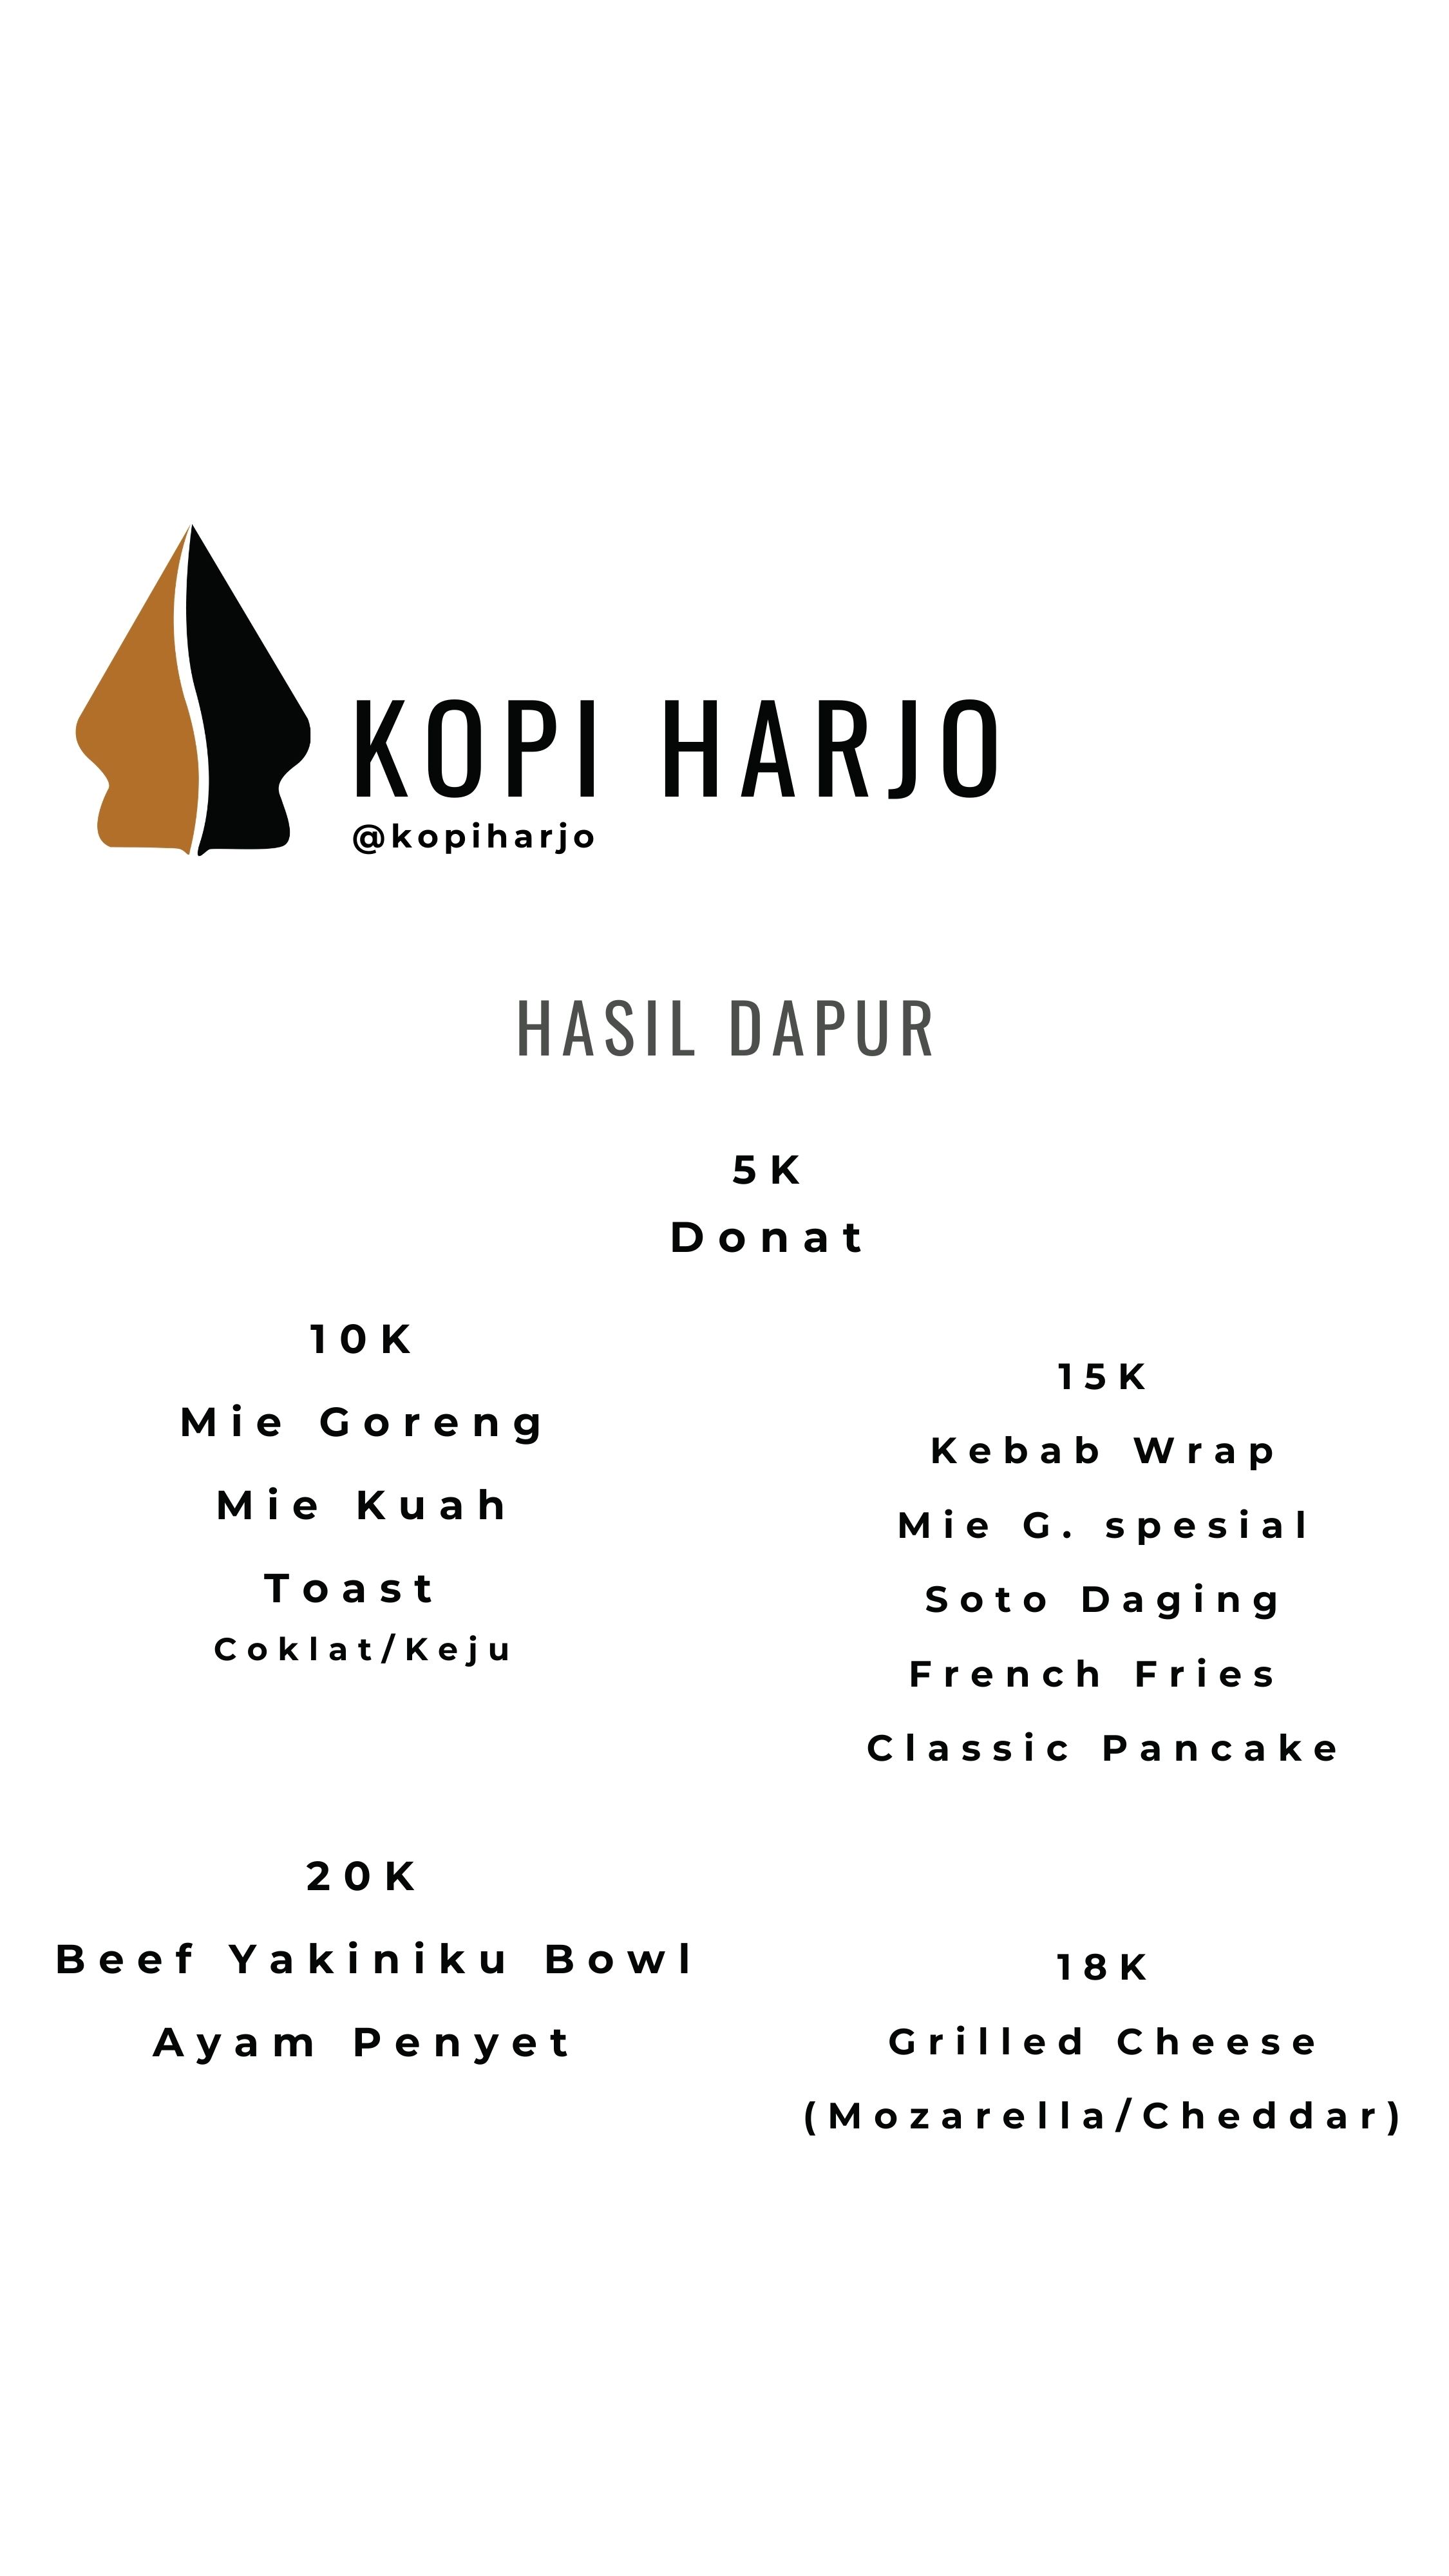 KOPI HARJO
@kopiharjo
HASIL DAPUR
5K
Donat
10K
Mie Goreng
Mie Kuah
Toast
Coklat/Keju
15K
Kebab Wrap
Mie G. spesial
Soto Daging
French Fries
Classic Pancake
20K
Beef Yakiniku Bowl
Ayam Penyet
18K
Grilled Cheese
(Mozarella/Cheddar)